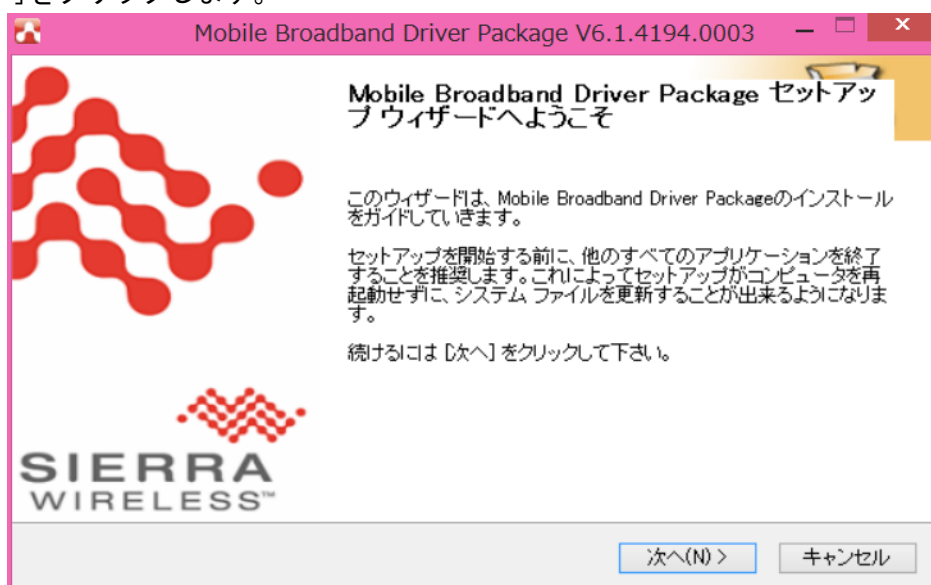 ]をクリックします。
Mobile Broadband Driver Package V6.1.4194.0003
Mobile Broadband Driver Package セットアッ
プ ウィザードへようこそ
このウィザードは、Mobile Broadband Driver Packageのインストール
をガイドしていきます。
セットアップを開始する前に、他のすべてのアプリケーションを終了
することを推奨します。これによってセットアップがコンピュータを再
起動せずに、システム ファイルを更新することが出来るようになりま
す。
続けるには [次へ] をクリックして下さい。
SIERRA
WIRELESS™
次へ(N) >
キャンセル